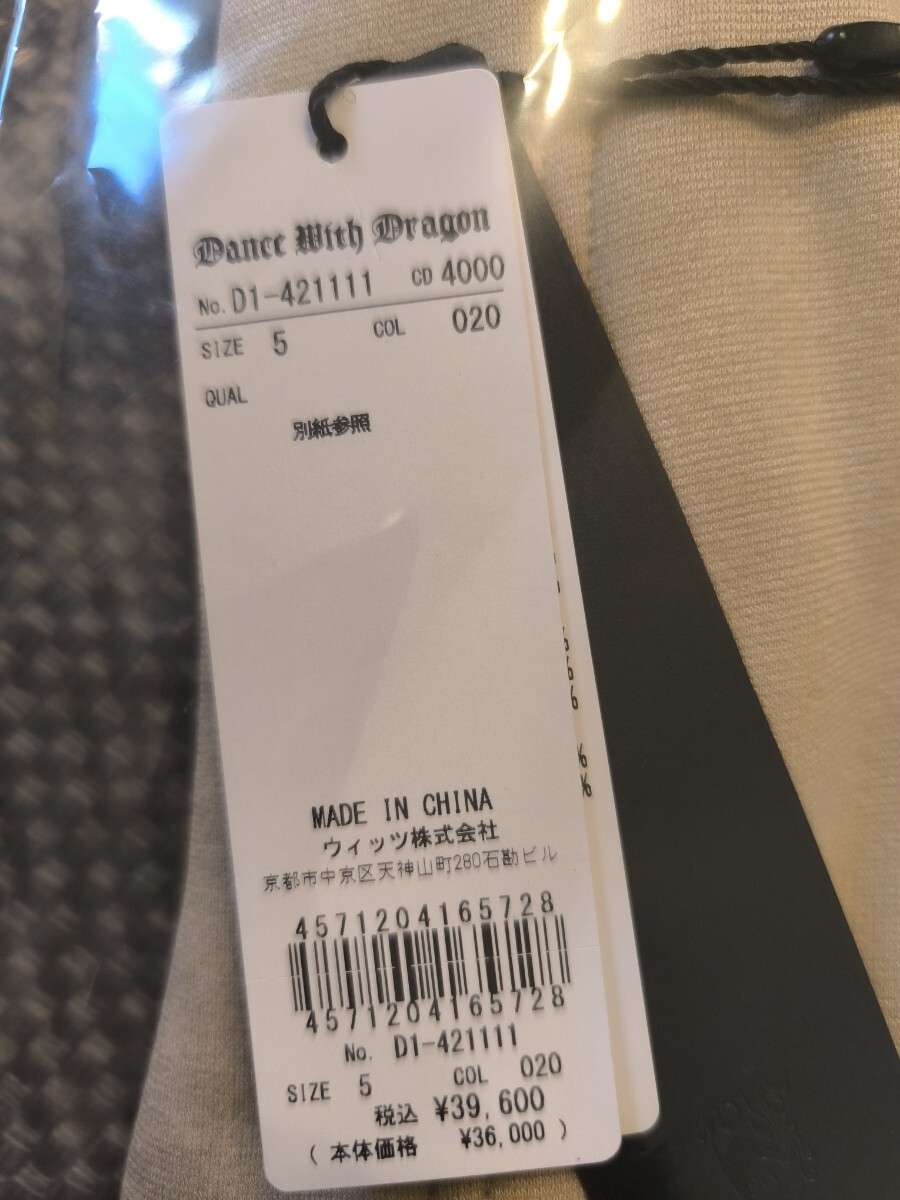 Dance With Dragon
No. D1-421111 CD 4000
SIZE 5 COL 020
QUAL
別紙参照
MADE IN CHINA
ウィッツ株式会社
京都市中京区天神山町280石勘ビル
4571204165728
4571204165728
No. D1-421111
SIZE 5 COL 020
税込 ¥39,600
( 本体価格 ¥36,000 )